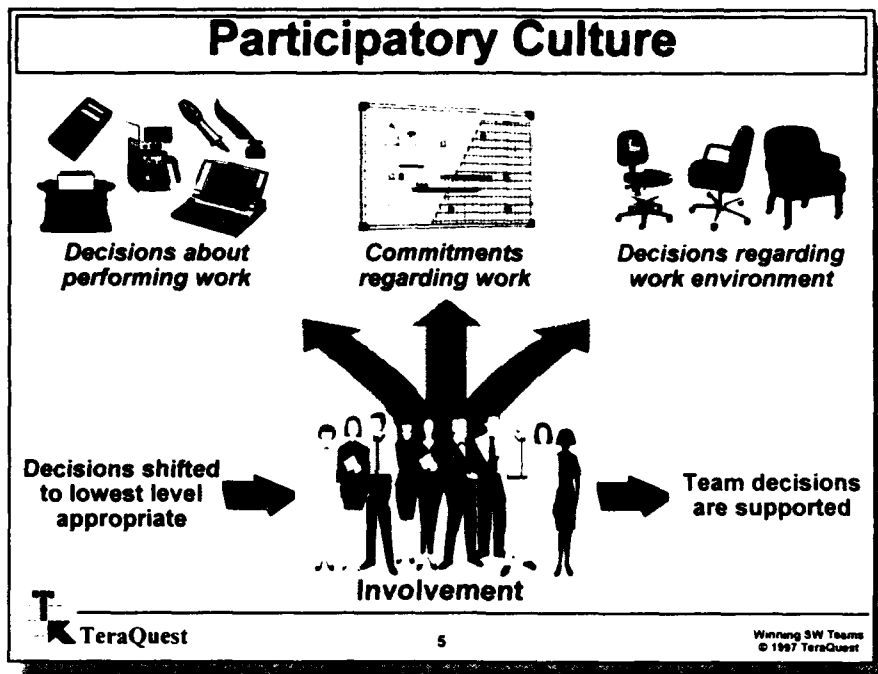 Participatory Culture
Decisions about
performing work
Commitments
regarding work
Decisions regarding
work environment
Decisions shifted
to lowest level
appropriate
Team decisions
are supported
Involvement
TeraQuest
5
Winning SW Teams
© 1997 TeraQuest